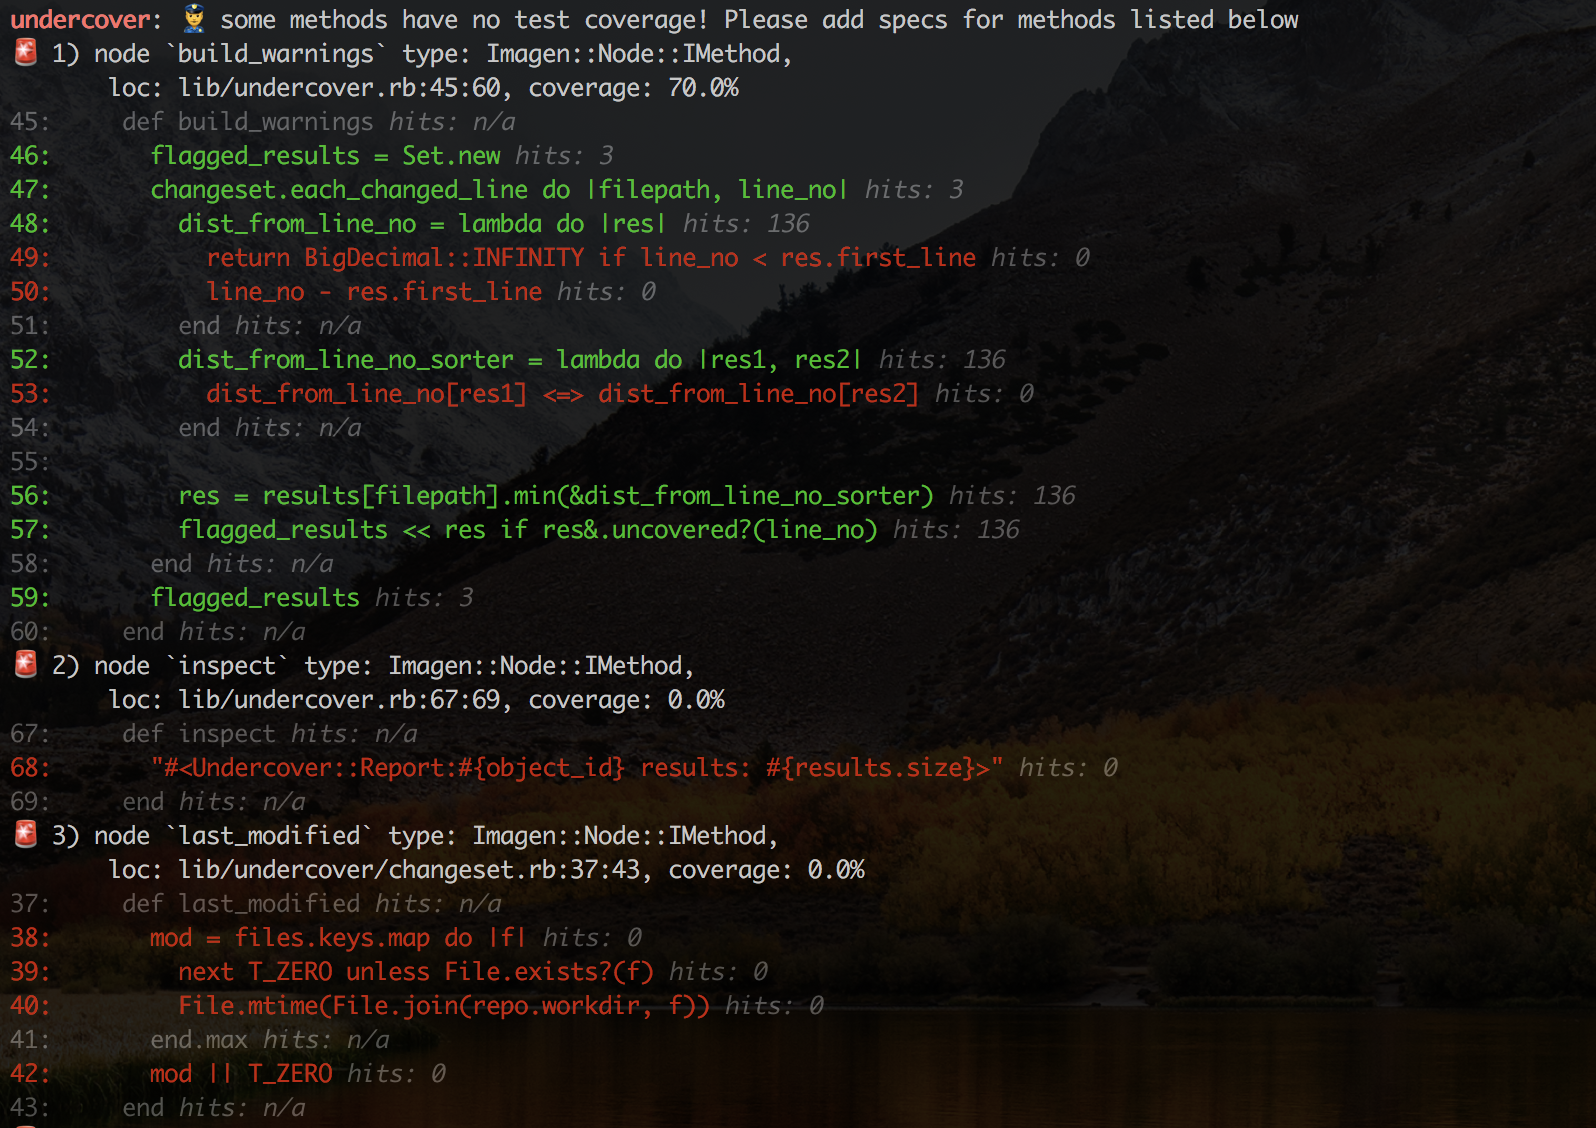 undercover: 👮 some methods have no test coverage! Please add specs for methods listed below
🚨 1) node `build_warnings` type: Imagen::Node::IMethod,
       loc: lib/undercover.rb:45:60, coverage: 70.0%
45:     def build_warnings hits: n/a
46:       flagged_results = Set.new hits: 3
47:       changeset.each_changed_line do |filepath, line_no| hits: 3
48:         dist_from_line_no = lambda do |res| hits: 136
49:           return BigDecimal::INFINITY if line_no < res.first_line hits: 0
50:           line_no - res.first_line hits: 0
51:         end hits: n/a
52:         dist_from_line_no_sorter = lambda do |res1, res2| hits: 136
53:           dist_from_line_no[res1] <=> dist_from_line_no[res2] hits: 0
54:         end hits: n/a
55:
56:         res = results[filepath].min(&dist_from_line_no_sorter) hits: 136
57:         flagged_results << res if res&.uncovered?(line_no) hits: 136
58:       end hits: n/a
59:       flagged_results hits: 3
60:     end hits: n/a
🚨 2) node `inspect` type: Imagen::Node::IMethod,
       loc: lib/undercover.rb:67:69, coverage: 0.0%
67:     def inspect hits: n/a
68:       "#<Undercover::Report:#{object_id} results: #{results.size}>" hits: 0
69:     end hits: n/a
🚨 3) node `last_modified` type: Imagen::Node::IMethod,
       loc: lib/undercover/changeset.rb:37:43, coverage: 0.0%
37:     def last_modified hits: n/a
38:       mod = files.keys.map do |f| hits: 0
39:         next T_ZERO unless File.exists?(f) hits: 0
40:         File.mtime(File.join(repo.workdir, f)) hits: 0
41:       end.max hits: n/a
42:       mod || T_ZERO hits: 0
43:     end hits: n/a